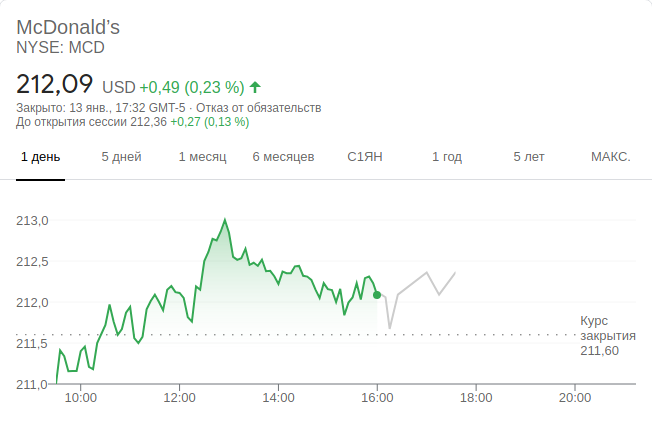 McDonald’s
NYSE: MCD
212,09 USD +0,49 (0,23 %)
Закрыто: 13 янв., 17:32 GMT-5 · Отказ от обязательств
До открытия сессии 212,36 +0,27 (0,13 %)
1 день 5 дней 1 месяц 6 месяцев С1ЯН 1 год 5 лет МАКС.
213,0
212,5
212,0
Курс
закрытия
211,60
211,5
211,0
10:00 12:00 14:00 16:00 18:00 20:00